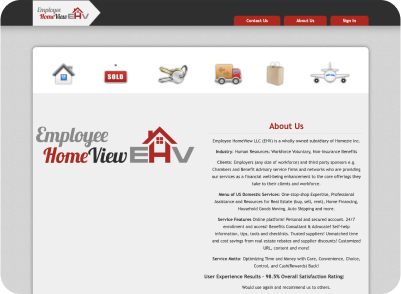 Employee
HomeView EHV
Contact Us
About Us
Sign In
SOLD
Employee
HomeView EHV
About Us
Employee HomeView LLC (EHV) is a wholly owned subsidiary of Homepie Inc.
Industry: Human Resources: Workforce Voluntary, Non-Insurance Benefits
Clients: Employers (any size of workforce) and third party sponsors e.g.
Chambers and Benefit Advisory service firms and networks who are providing
our services as a financial well-being enhancement to the core offerings they
take to their clients and workforce.
Menu of US Domestic Services: One-stop-shop Expertise, Professional
Assistance and Resources for Real Estate (buy, sell, rent), Home Financing,
Household Goods Moving, Auto Shipping and more.
Service Features Online platform! Personal and secured account. 24/7
enrollment and access! Benefits Consultant & Advocate! Self-help
information, tips, tools and checklists. Trusted suppliers! Unmatched time
and cost savings from real estate rebates and supplier discounts! Customized
URL, content and more!
Service Motto: Optimizing Time and Money with Care, Convenience, Choice,
Control, and Cash(Rewards) Back!
User Experience Results - 98.5% Overall Satisfaction Rating:
Would use again and recommend to us to others.